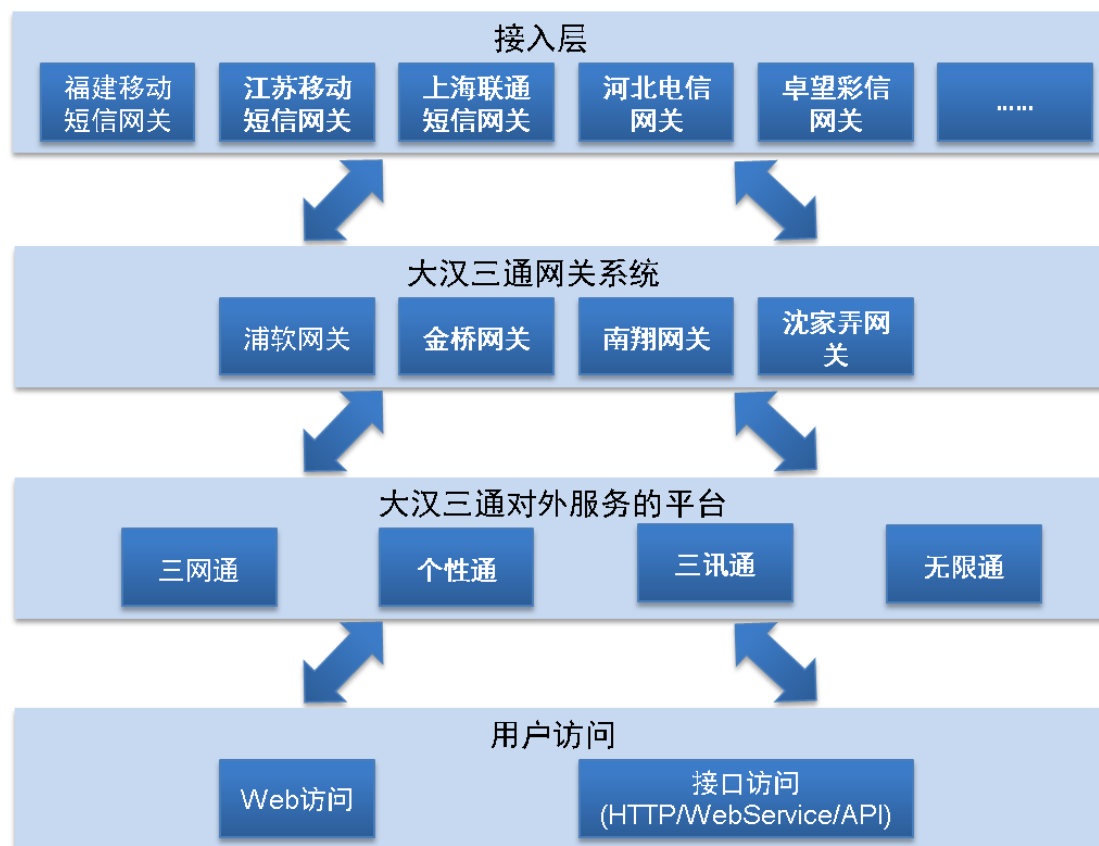 接入层
福建移动
短信网关
江苏移动
短信网关
上海联通
短信网关
河北电信
网关
卓望彩信
网关
......
大汉三通网关系统
浦软网关
金桥网关
南翔网关
沈家弄网
关
大汉三通对外服务的平台
三网通
个性通
三讯通
无限通
用户访问
Web访问
接口访问
(HTTP/WebService/API)